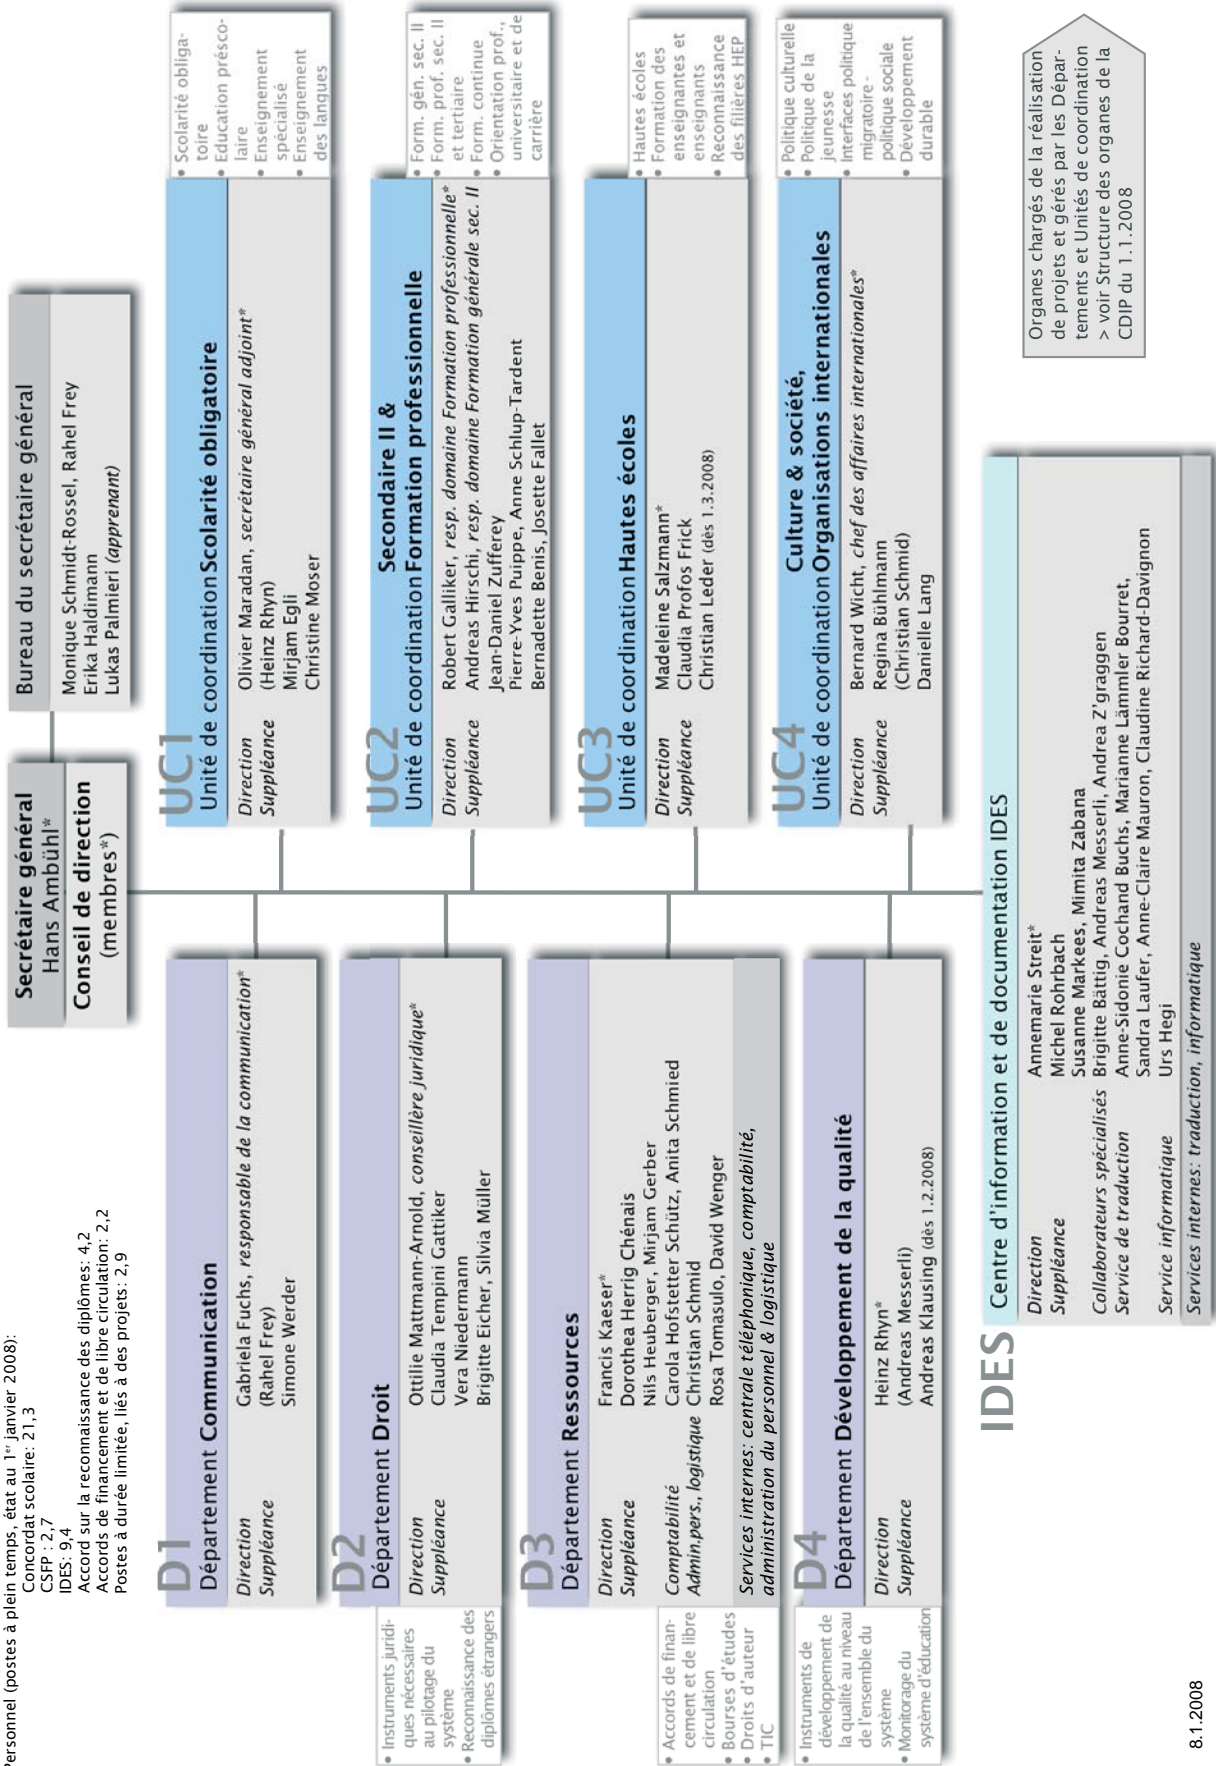 Personnel (postes à plein temps, état au 1er janvier 2008):
Concordat scolaire: 21,3
CSFP : 2,7
IDES: 9,4
Accord sur la reconnaissance des diplômes: 4,2
Accords de financement et de libre circulation: 2,2
Postes à durée limitée, liés à des projets: 2,9
Secrétaire général
Hans Ambühl*
Conseil de direction
(membres*)
Bureau du secrétaire général
Monique Schmidt-Rossel, Rahel Frey
Erika Haldimann
Lukas Palmieri (apprenant)
D1
Département Communication
Direction Gabriela Fuchs, responsable de la communication*
Suppléance (Rahel Frey)
Simone Werder
D2
Département Droit
Direction Ottilie Mattmann-Arnold, conseillère juridique*
Suppléance Claudia Tempini Gattiker
Vera Niedermann
Brigitte Eicher, Silvia Müller
• Instruments juridi-
ques nécessaires
au pilotage du
système
• Reconnaissance des
diplômes étrangers
D3
Département Ressources
Direction Francis Kaeser*
Suppléance Dorothea Herrig Chénais
Nils Heuberger, Mirjam Gerber
Comptabilité Carola Hofstetter Schütz, Anita Schmied
Admin.pers., logistique Christian Schmid
Rosa Tomasulo, David Wenger
Services internes: centrale téléphonique, comptabilité,
administration du personnel & logistique
• Accords de finan-
cement et de libre
circulation
• Bourses d'études
• Droits d'auteur
• TIC
D4
Département Développement de la qualité
Direction Heinz Rhyn*
Suppléance (Andreas Messerli)
Andreas Klausing (dès 1.2.2008)
• Instruments de
développement de
la qualité au niveau
de l'ensemble du
système
• Monitorage du
système d'éducation
UC1
Unité de coordination Scolarité obligatoire
Direction Olivier Maradan, secrétaire général adjoint*
Suppléance (Heinz Rhyn)
Mirjam Egli
Christine Moser
• Scolarité obliga-
toire
• Education présco-
laire
• Enseignement
spécialisé
• Enseignement
des langues
UC2
Secondaire II &
Unité de coordination Formation professionnelle
Direction Robert Galliker, resp. domaine Formation professionnelle*
Suppléance Andreas Hirschi, resp. domaine Formation générale sec. II
Jean-Daniel Zufferey
Pierre-Yves Puippe, Anne Schlup-Tardent
Bernadette Benis, Josette Fallet
• Form. gén. sec. II
• Form. prof. sec. II
et tertiaire
• Form. continue
• Orientation prof.,
universitaire et de
carrière
UC3
Unité de coordination Hautes écoles
Direction Madeleine Salzmann*
Suppléance Claudia Profos Frick
Christian Leder (dès 1.3.2008)
• Hautes écoles
• Formation des
enseignantes et
enseignants
• Reconnaissance
des filières HEP
UC4
Culture & société,
Unité de coordination Organisations internationales
Direction Bernard Wicht, chef des affaires internationales*
Suppléance Regina Bühlmann
(Christian Schmid)
Danielle Lang
• Politique culturelle
• Politique de la
jeunesse
• Interfaces politique
migratoire -
politique sociale
• Développement
durable
IDES
Centre d'information et de documentation IDES
Direction Annemarie Streit*
Suppléance Michel Rohrbach
Susanne Markees, Mimita Zabana
Collaborateurs spécialisés Brigitte Bättig, Andreas Messerli, Andrea Z'graggen
Service de traduction Anne-Sidonie Cochand Buchs, Marianne Lämmler Bourret,
Sandra Laufer, Anne-Claire Mauron, Claudine Richard-Davignon
Service informatique Urs Hegi
Services internes: traduction, informatique
Organes chargés de la réalisation
de projets et gérés par les Dépar-
tements et Unités de coordination
> voir Structure des organes de la
CDIP du 1.1.2008
8.1.2008